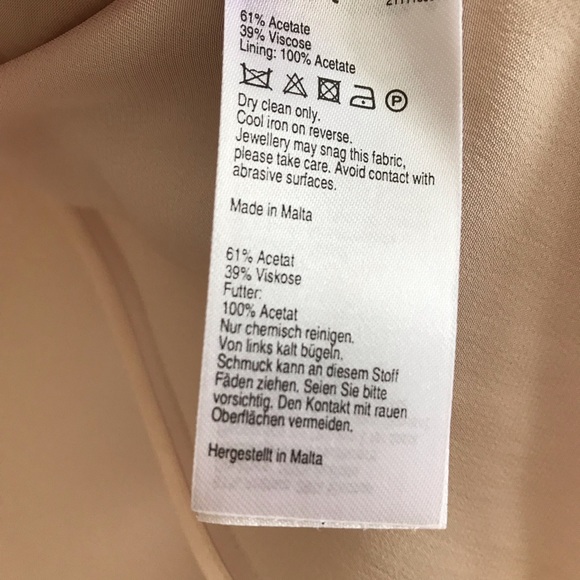 61% Acetate
39% Viscose
Lining: 100% Acetate
P
Dry clean only.
Cool iron on reverse.
Jewellery may snag this fabric,
please take care. Avoid contact with
abrasive surfaces.
Made in Malta
61% Acetat
39% Viskose
Futter:
100% Acetat
Nur chemisch reinigen.
Von links kalt bügeln.
Schmuck kann an diesem Stoff
Fäden ziehen. Seien Sie bitte
vorsichtig. Den Kontakt mit rauen
Oberflächen vermeiden.
Hergestellt in Malta